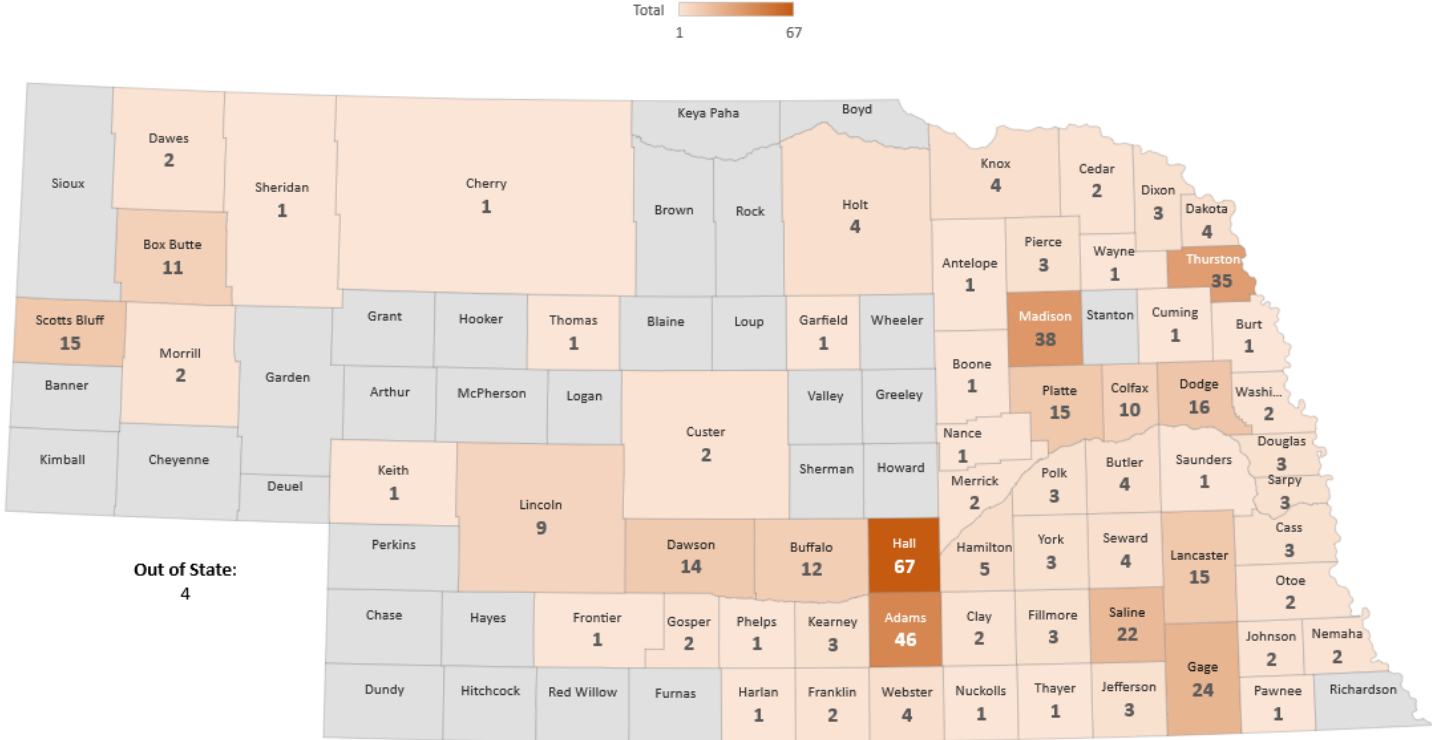 Total
1 67
Keya Paha
Boyd
Dawes
2
Sioux
Sheridan
1
Cherry
1
Brown
Rock
Holt
4
Knox
4
Cedar
2
Dixon
3
Dakota
4
Box Butte
11
Antelope
1
Pierce
3
Wayne
1
Thurston
35
Scotts Bluff
15
Morrill
2
Grant
Hooker
Thomas
1
Blaine
Loup
Garfield
1
Wheeler
Madison
38
Stanton
Cuming
1
Burt
1
Banner
Garden
Arthur
McPherson
Logan
Custer
2
Valley
Greeley
Boone
1
Platte
15
Colfax
10
Dodge
16
Washi...
2
Kimball
Cheyenne
Deuel
Keith
1
Lincoln
9
Sherman
Howard
Nance
1
Merrick
2
Polk
3
Butler
4
Saunders
1
Douglas
3
Sarpy
3
Perkins
Dawson
14
Buffalo
12
Hall
67
Hamilton
5
York
3
Seward
4
Lancaster
15
Cass
3
Otoe
2
Out of State:
4
Chase
Hayes
Frontier
1
Gosper
2
Phelps
1
Kearney
3
Adams
46
Clay
2
Fillmore
3
Saline
22
Gage
24
Johnson
2
Nemaha
2
Dundy
Hitchcock
Red Willow
Furnas
Harlan
1
Franklin
2
Webster
4
Nuckolls
1
Thayer
1
Jefferson
3
Pawnee
1
Richardson